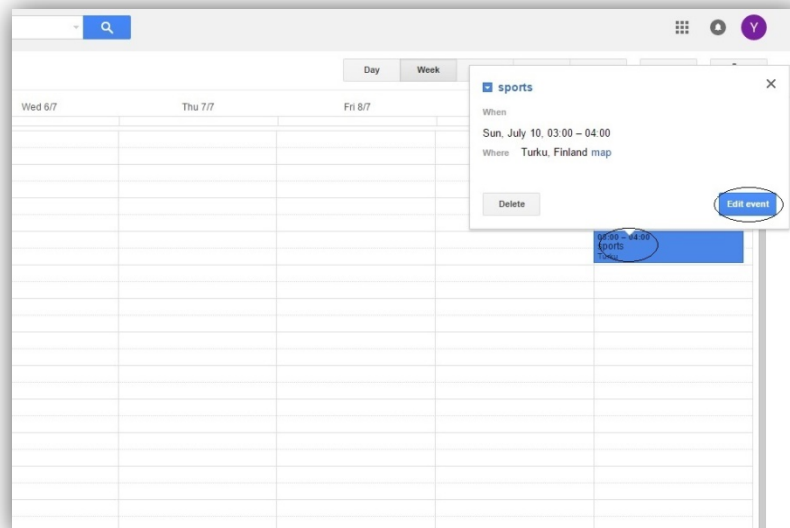 Y
Day Week
Wed 6/7 Thu 7/7 Fri 8/7
sports
When
Sun, July 10, 03:00 – 04:00
Where Turku, Finland map
Delete Edit event
03:00 – 04:00
sports
Turku